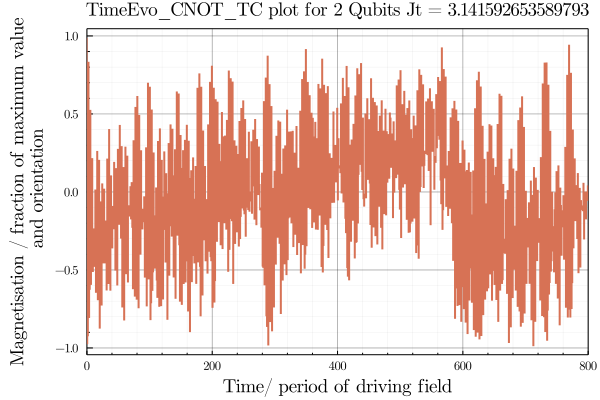 TimeEvo_CNOT_TC plot for 2 Qubits Jt = 3.141592653589793
Magnetisation / fraction of maximum value
and orientation
1.0
0.5
0.0
−0.5
−1.0
0
200
400
600
800
Time/ period of driving field